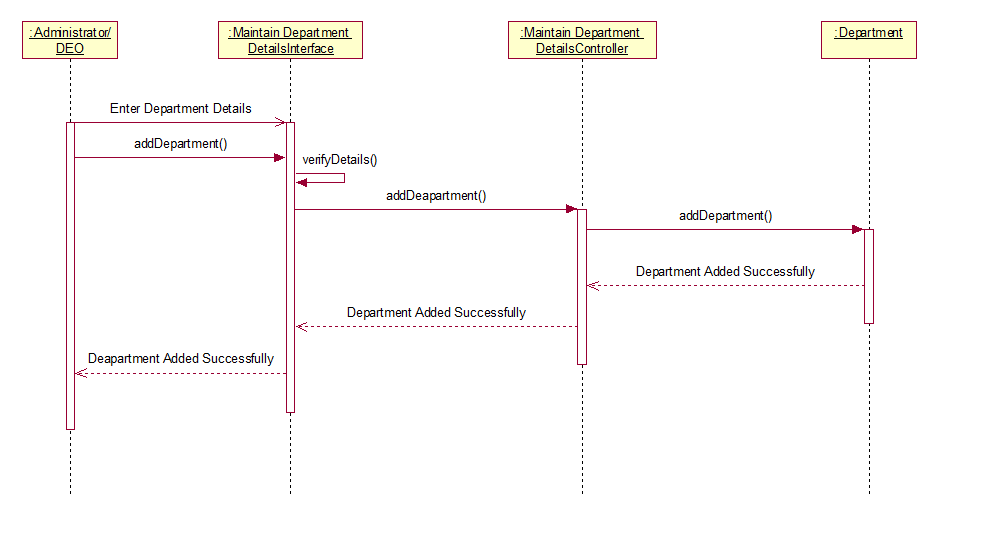 :Administrator/
DEO
:Maintain Department
DetailsInterface
:Maintain Department
DetailsController
:Department
Enter Department Details
addDepartment()
verifyDetails()
addDeapartment()
addDepartment()
Department Added Successfully
Department Added Successfully
Deapartment Added Successfully